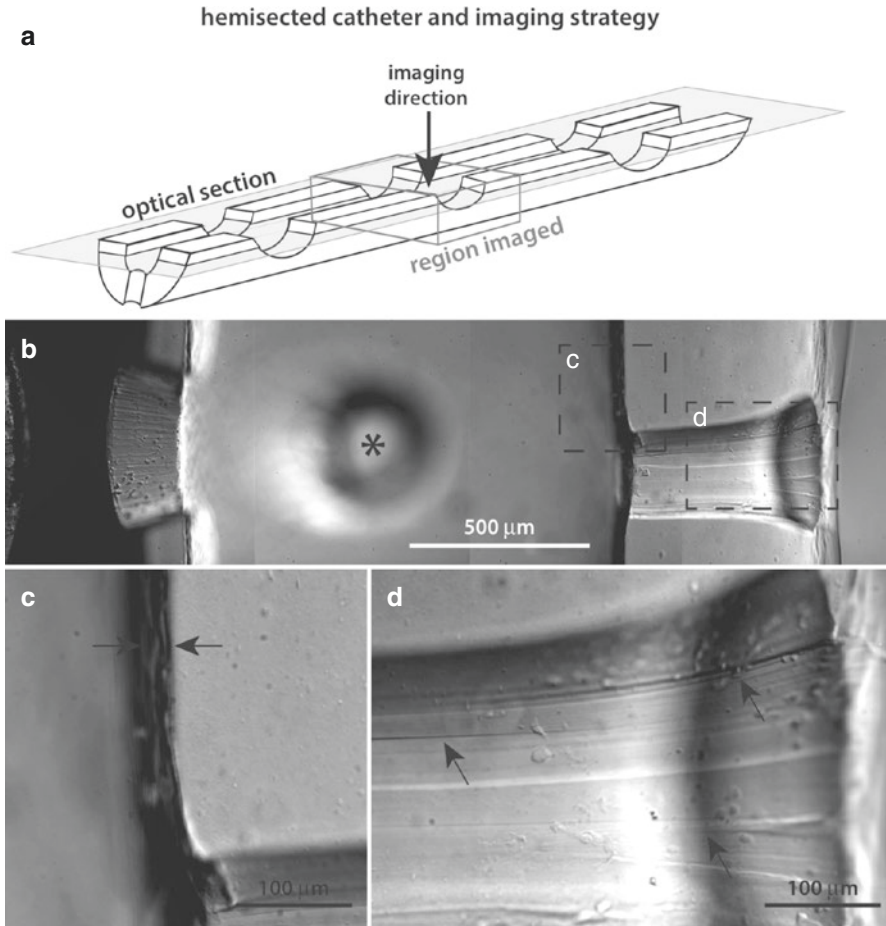 hemisected catheter and imaging strategy
a
imaging
direction
optical section
region imaged
b
c
d
*
500 µm
c
100 µm
d
100 µm